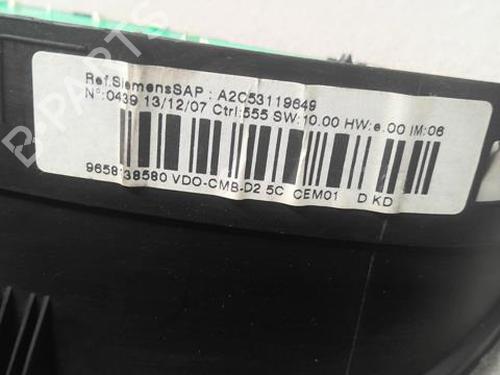 Ref.SiemensSAP : A2C53119649
N°:0439 13/12/07 Ctrl:555 SW:10.00 HW:e.00 IM:06
9658138580 VDO-CMB-D2 5C CEM01 D KD
B-PARTS